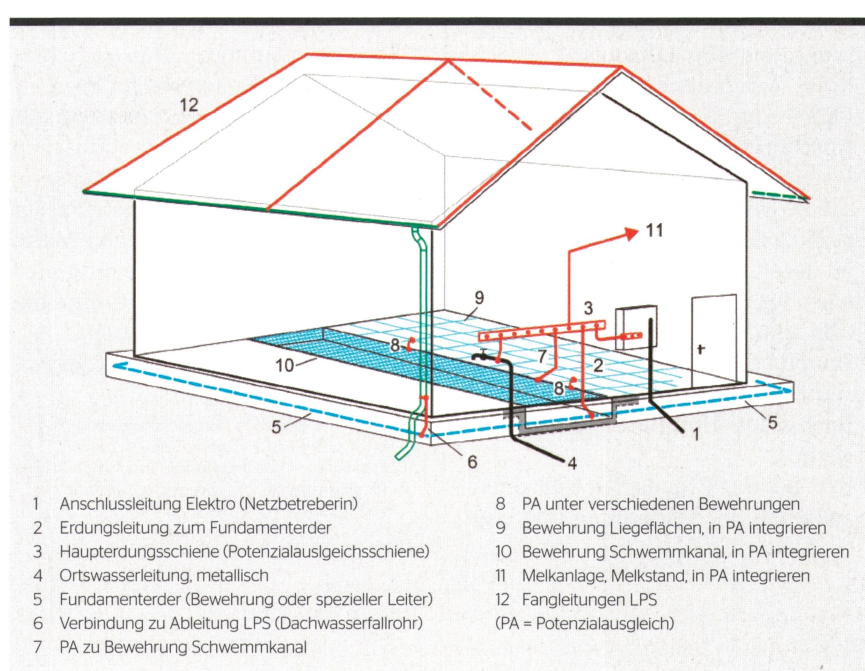 12
11
9
3
8
7
2
10
8
5
5
6
4
1
1 Anschlussleitung Elektro (Netzbetreberin)
2 Erdungsleitung zum Fundamenterder
3 Haupterdungsschiene (Potenzialauslgeichsschiene)
4 Ortswasserleitung, metallisch
5 Fundamenterder (Bewehrung oder spezieller Leiter)
6 Verbindung zu Ableitung LPS (Dachwasserfallrohr)
7 PA zu Bewehrung Schwemmkanal
8 PA unter verschiedenen Bewehrungen
9 Bewehrung Liegeflächen, in PA integrieren
10 Bewehrung Schwemmkanal, in PA integrieren
11 Melkanlage, Melkstand, in PA integrieren
12 Fangleitungen LPS
(PA = Potenzialausgleich)